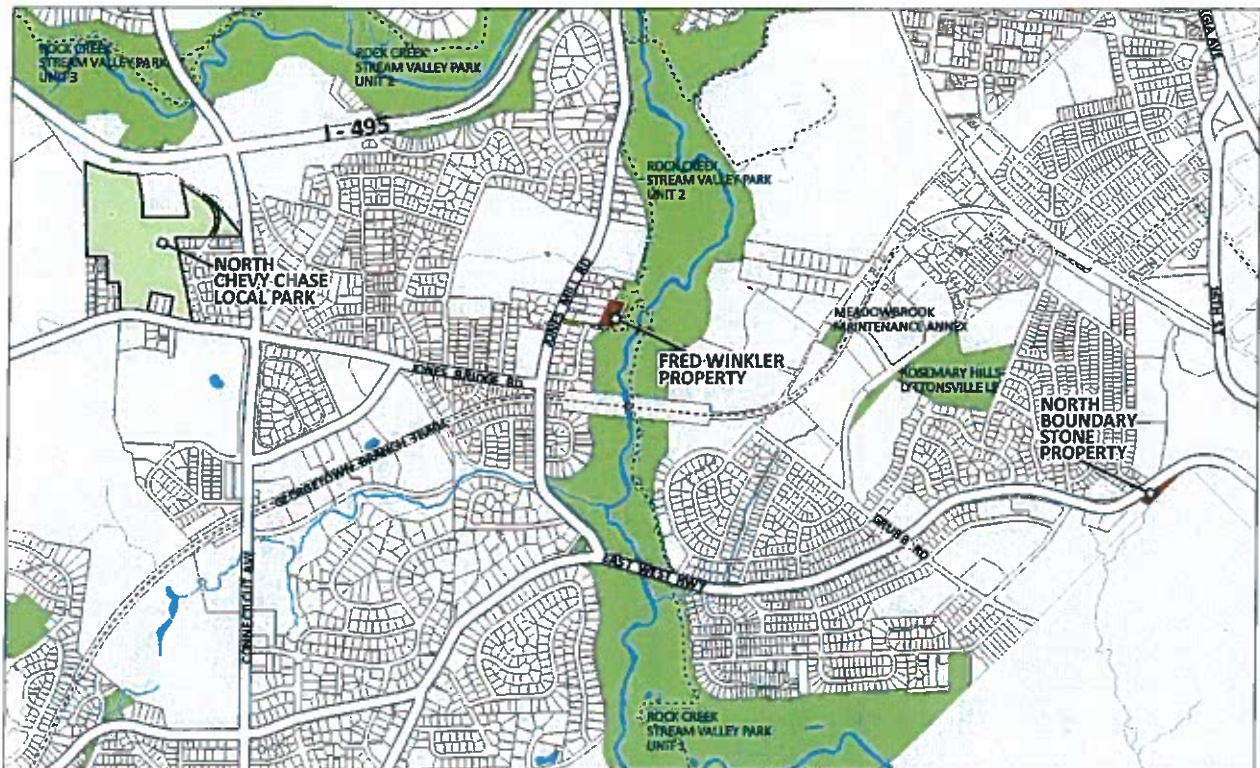 ROCK CREEK
STREAM VALLEY PARK
UNIT 3
ROCK CREEK
STREAM VALLEY PARK
UNIT 2
I - 495
ROCK CREEK
STREAM VALLEY PARK
UNIT 2
NORTH
CHEVY CHASE
LOCAL PARK
JONES MILL RD
FRED WINKLER
PROPERTY
MEADOWBROOK
MAINTENANCE ANNEX
16TH ST
JONES BRIDGE RD
ROSEMARY HILLS-
LYTTONSVILLE LP
NORTH
BOUNDARY
STONE
PROPERTY
GEORGETOWN BRANCH TRAIL
GRUBB RD
EAST WEST HWY
CONNECTICUT AV
ROCK CREEK
STREAM VALLEY PARK
UNIT 1